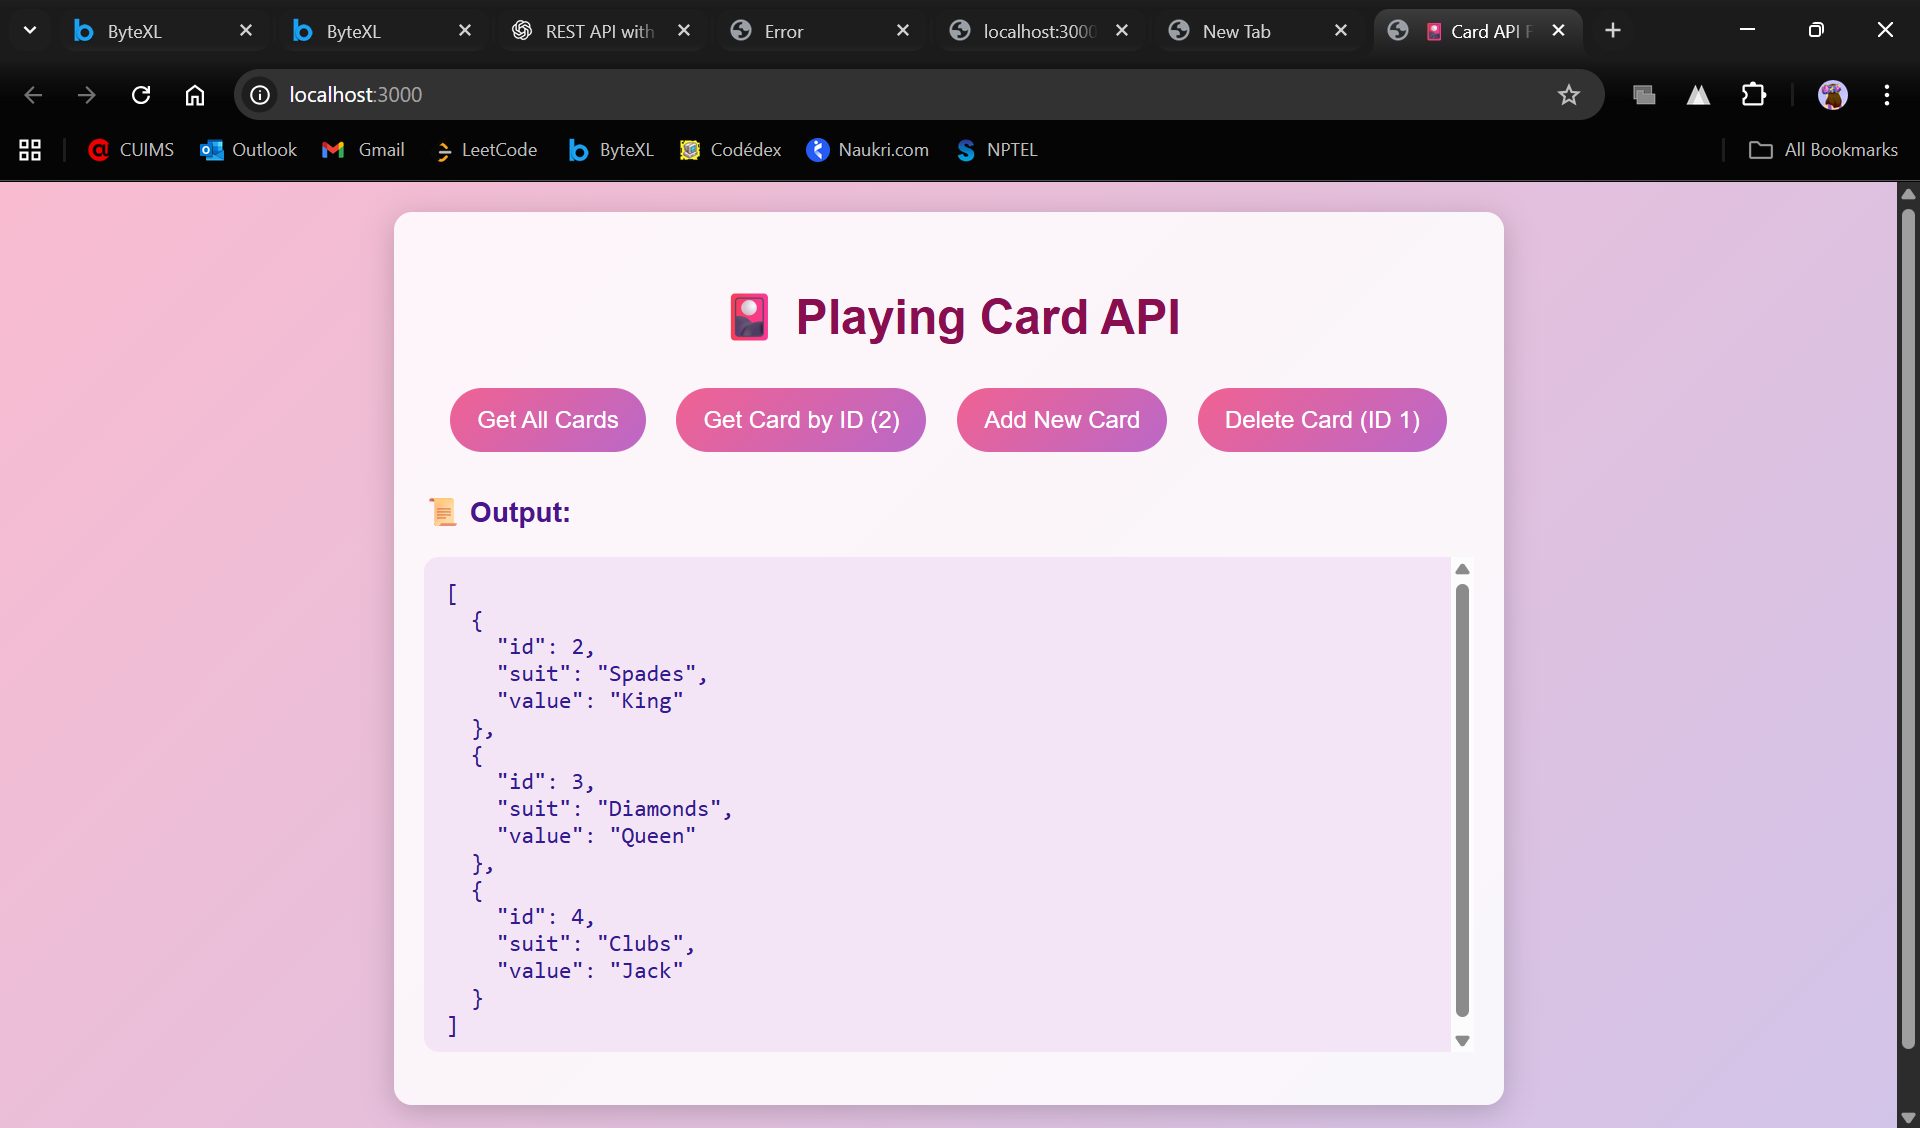 ByteXL
ByteXL
REST API with
Error
localhost:3000
New Tab
Card API F
localhost:3000
CUIMS
Outlook
Gmail
LeetCode
ByteXL
Codédex
Naukri.com
NPTEL
All Bookmarks
Playing Card API
Get All Cards
Get Card by ID (2)
Add New Card
Delete Card (ID 1)
Output:
[
  {
    "id": 2,
    "suit": "Spades",
    "value": "King"
  },
  {
    "id": 3,
    "suit": "Diamonds",
    "value": "Queen"
  },
  {
    "id": 4,
    "suit": "Clubs",
    "value": "Jack"
  }
]